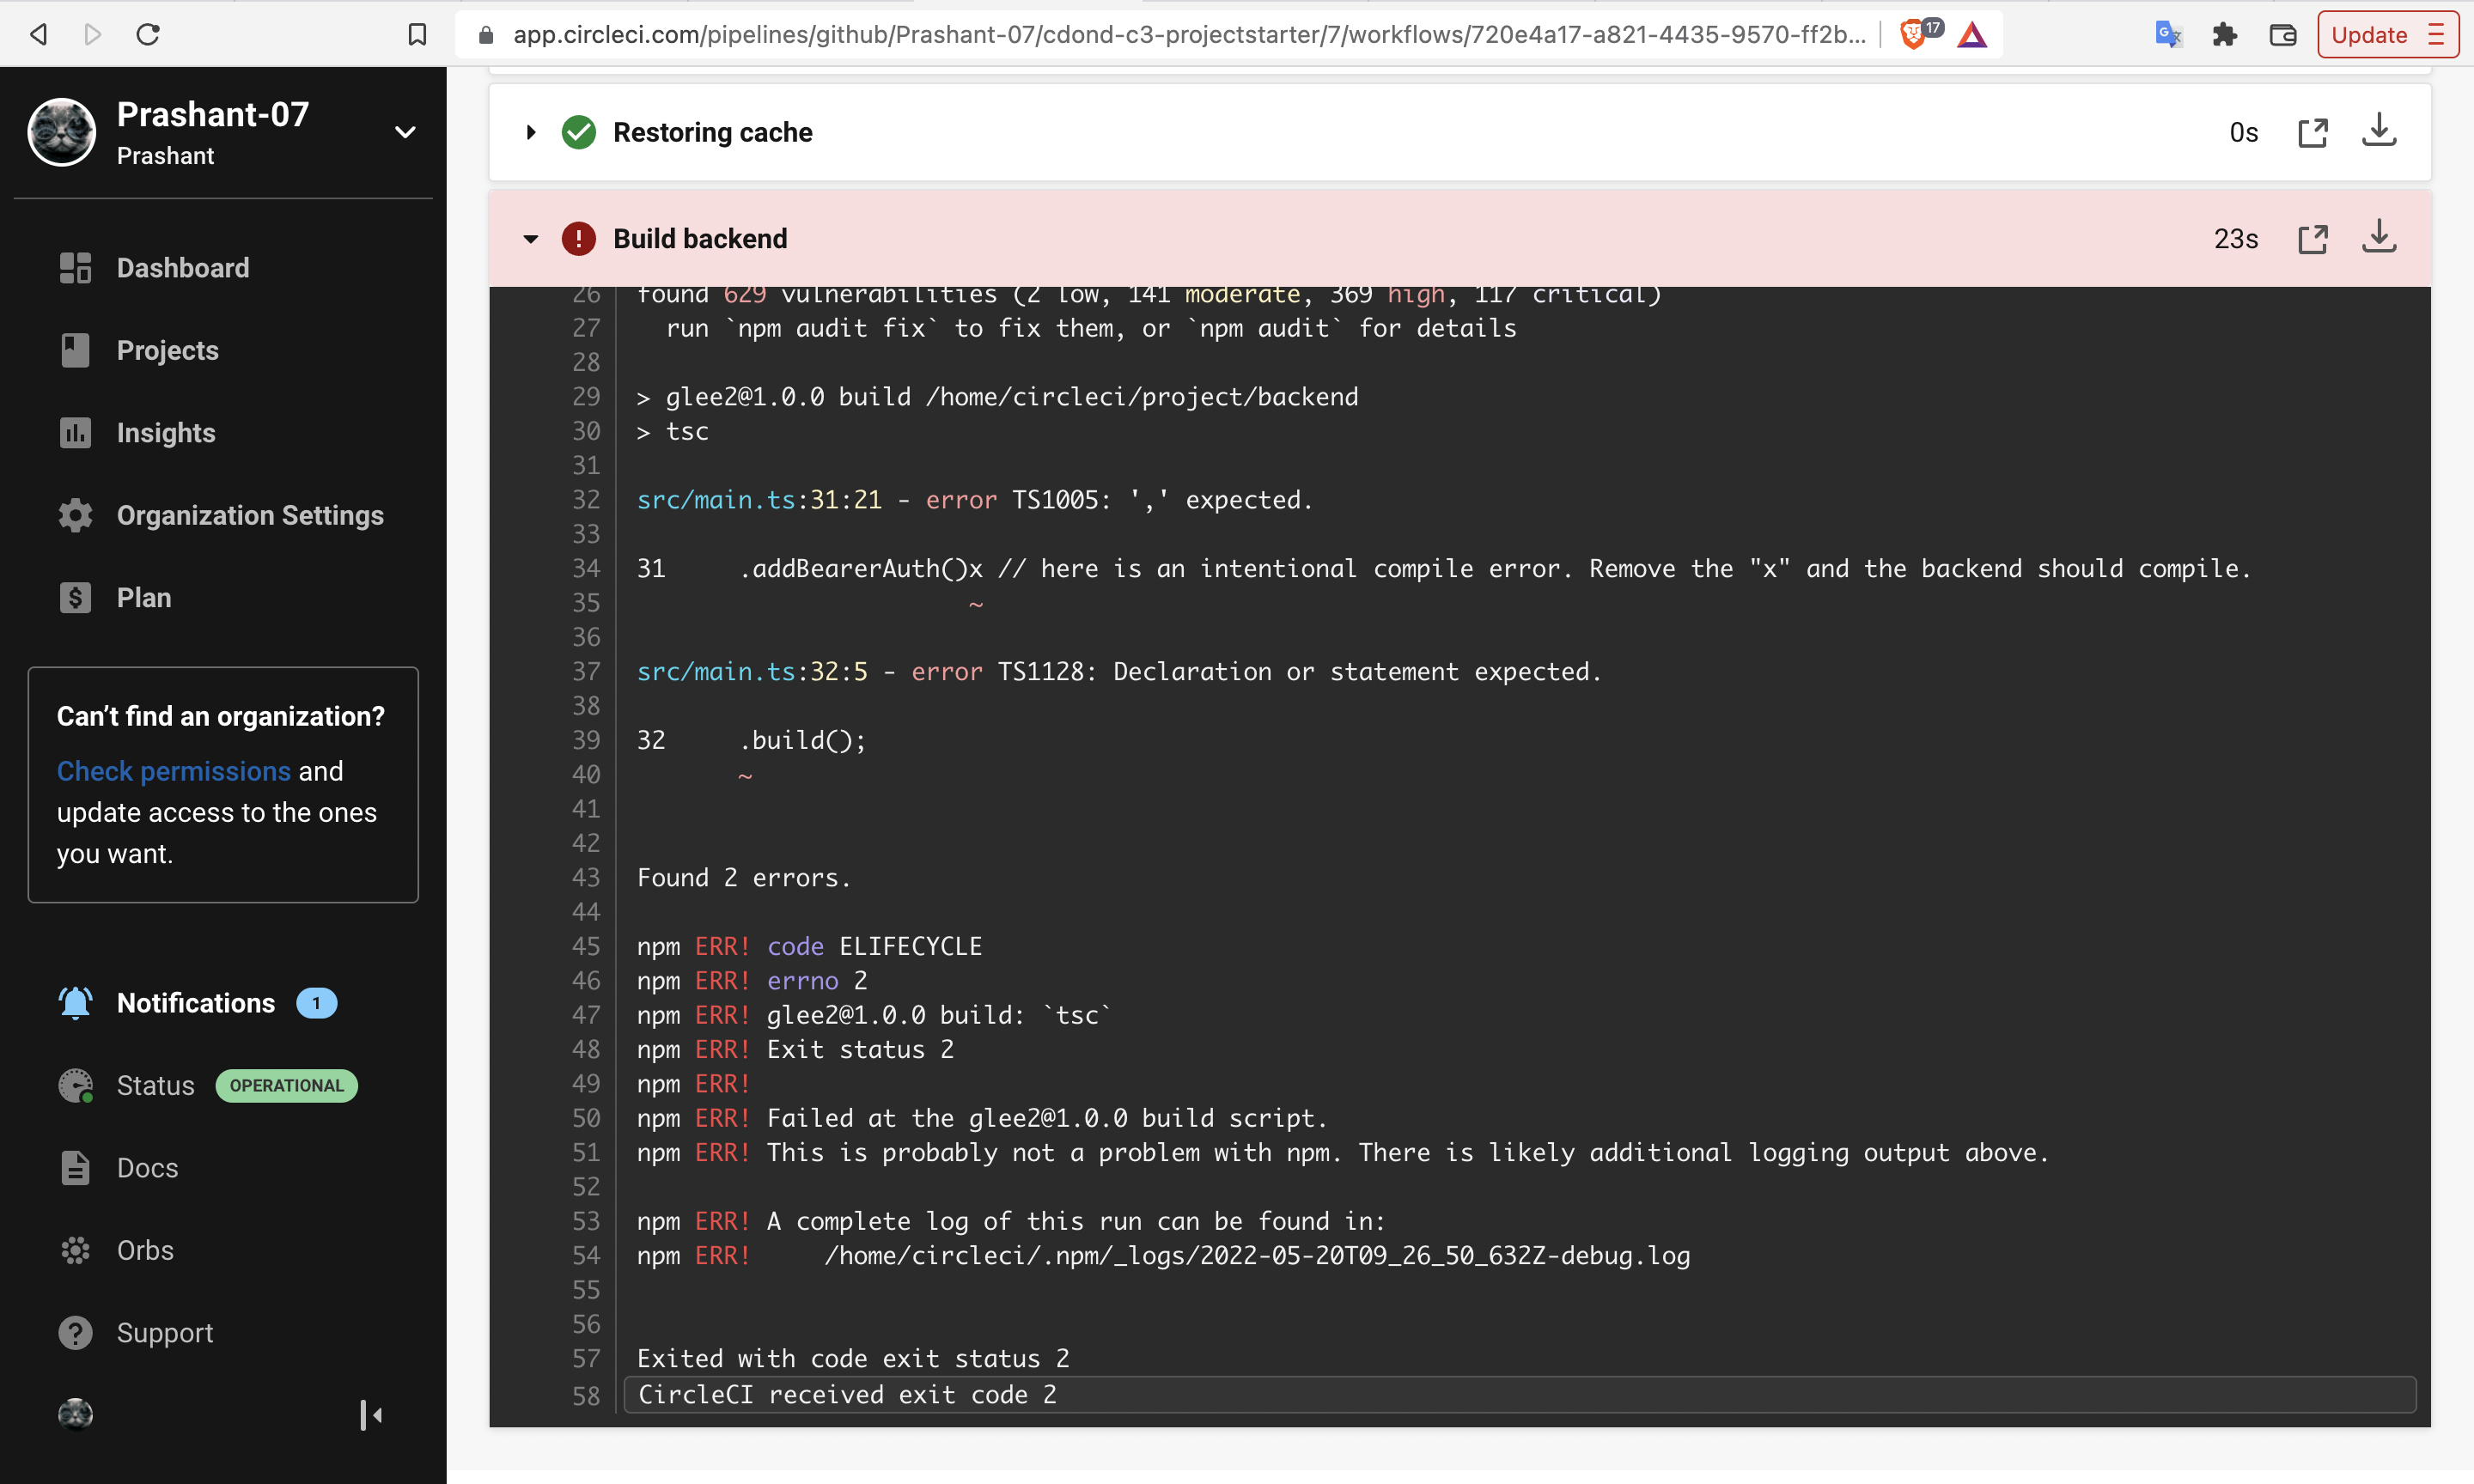 app.circleci.com/pipelines/github/Prashant-07/cdond-c3-projectstarter/7/workflows/720e4a17-a821-4435-9570-ff2b...
17
Update
Prashant-07
Prashant
Dashboard
Projects
Insights
Organization Settings
Plan
Can’t find an organization?
Check permissions and
update access to the ones
you want.
Notifications 1
Status OPERATIONAL
Docs
Orbs
Support
Restoring cache 0s
Build backend 23s
26 found 629 vulnerabilities (2 low, 141 moderate, 369 high, 117 critical)
27 run `npm audit fix` to fix them, or `npm audit` for details
28
29 > glee2@1.0.0 build /home/circleci/project/backend
30 > tsc
31
32 src/main.ts:31:21 - error TS1005: ',' expected.
33
34 31 .addBearerAuth()x // here is an intentional compile error. Remove the "x" and the backend should compile.
35 ~
36
37 src/main.ts:32:5 - error TS1128: Declaration or statement expected.
38
39 32 .build();
40 ~
41
42
43 Found 2 errors.
44
45 npm ERR! code ELIFECYCLE
46 npm ERR! errno 2
47 npm ERR! glee2@1.0.0 build: `tsc`
48 npm ERR! Exit status 2
49 npm ERR!
50 npm ERR! Failed at the glee2@1.0.0 build script.
51 npm ERR! This is probably not a problem with npm. There is likely additional logging output above.
52
53 npm ERR! A complete log of this run can be found in:
54 npm ERR! /home/circleci/.npm/_logs/2022-05-20T09_26_50_632Z-debug.log
55
56
57 Exited with code exit status 2
58 CircleCI received exit code 2